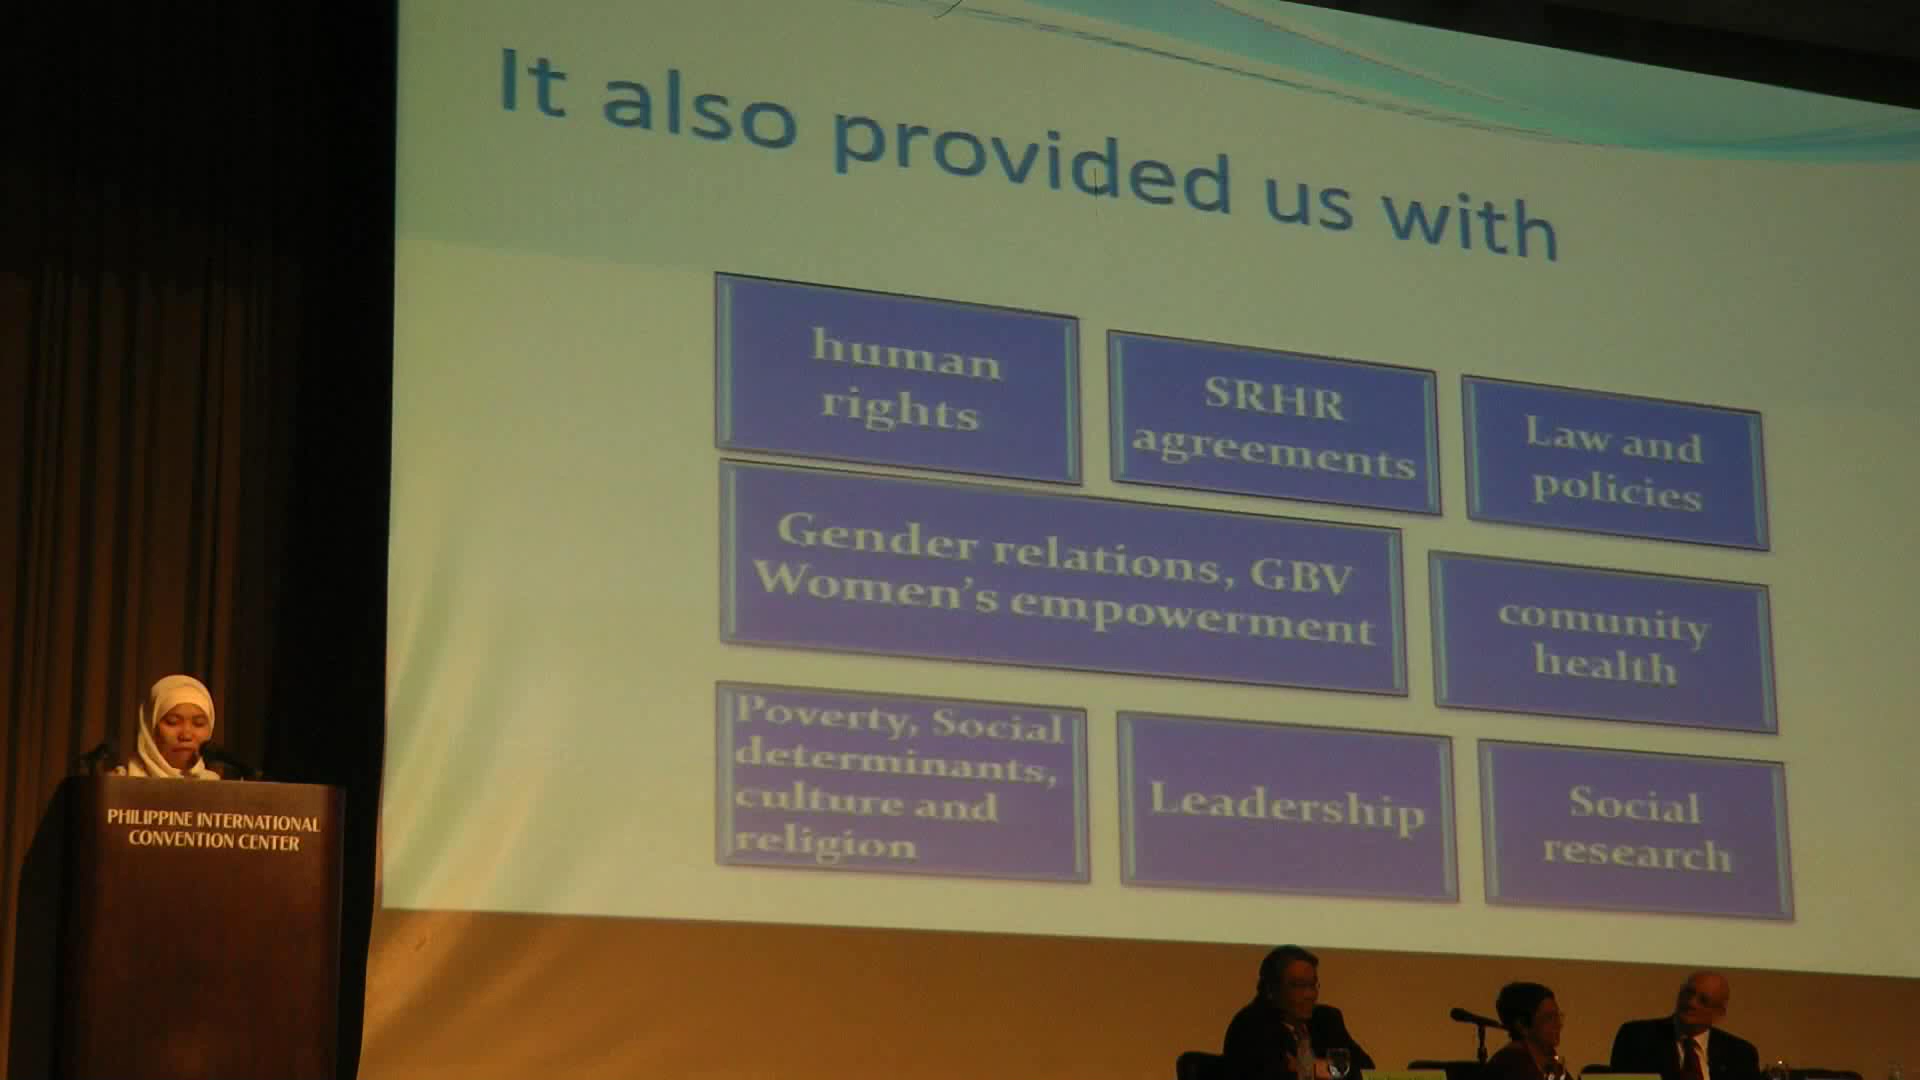 It also provided us with
human
rights
SRHR
agreements
Law and
policies
Gender relations, GBV
Women's empowerment
comunity
health
Poverty, Social
determinants,
culture and
religion
Leadership
Social
research
PHILIPPINE INTERNATIONAL
CONVENTION CENTER